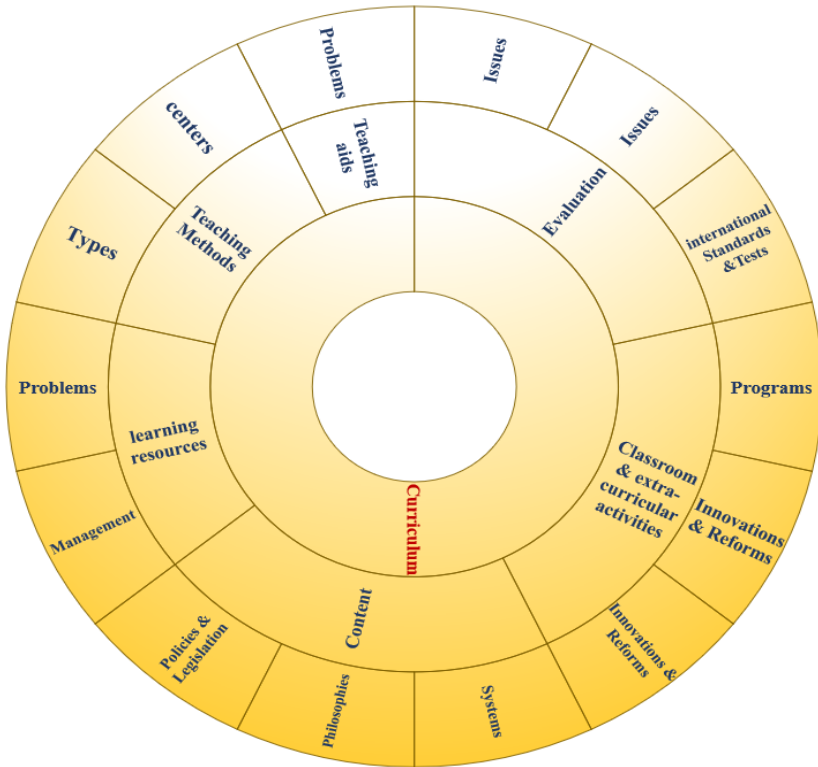 Issues
Issues
international
Standards
&Tests
Programs
Innovations
& Reforms
Innovations &
Reforms
Systems
Philosophies
Policies &
Legislation
Management
Problems
Types
centers
Problems
Evaluation
Classroom
& extra-
curricular
activities
Content
learning
resources
Teaching
Methods
Teaching
aids
Curriculum